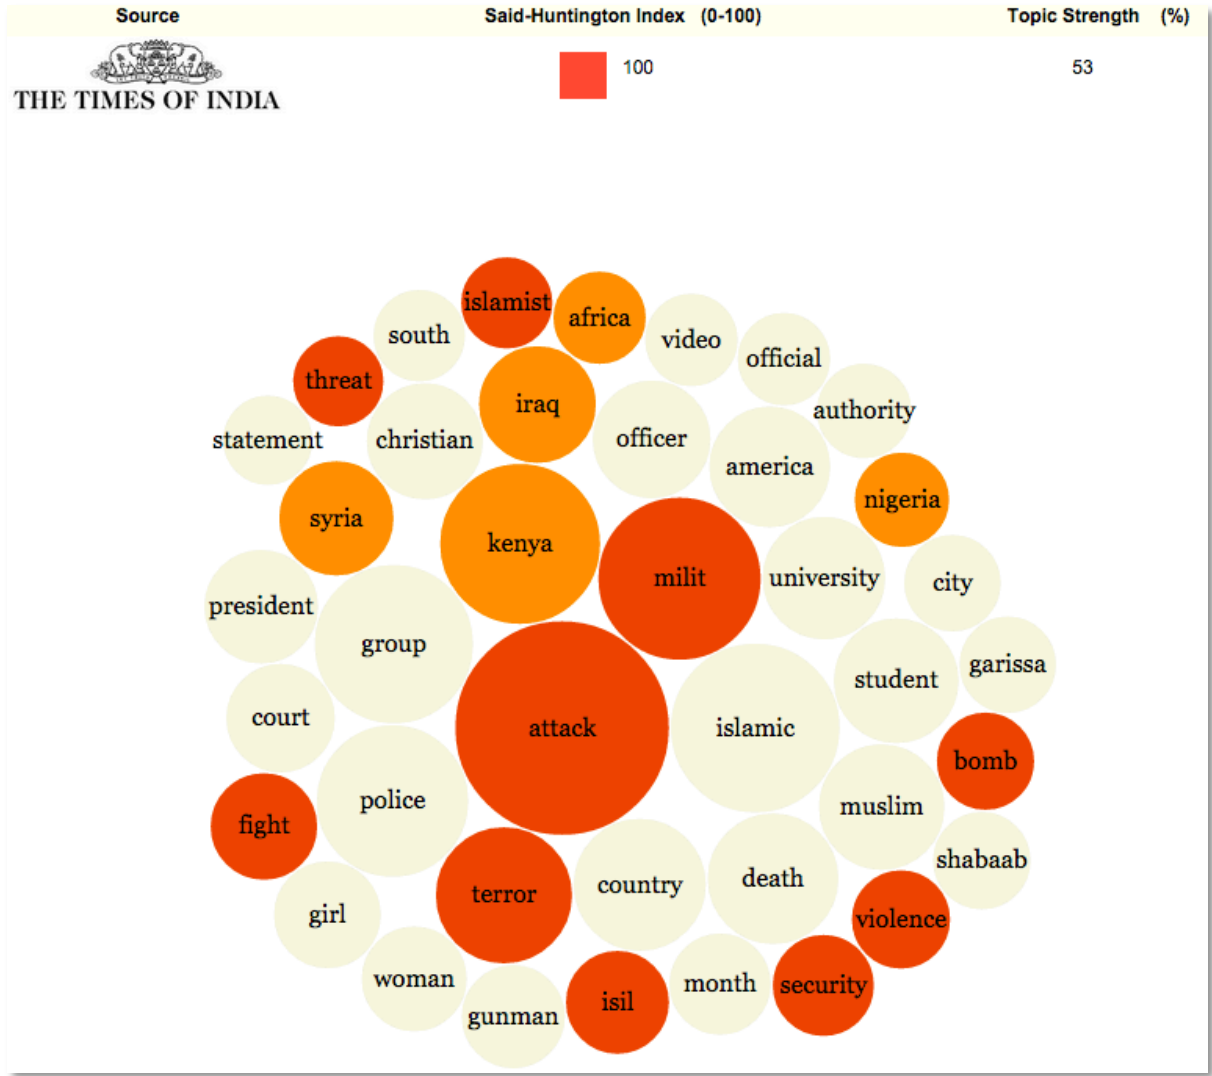 Source Said-Huntington Index (0-100) Topic Strength (%)
THE TIMES OF INDIA
100
53
islamist
africa
south
video
official
threat
iraq
authority
statement
christian
officer
america
syria
kenya
nigeria
milit
university
city
president
group
garissa
student
court
attack
islamic
bomb
police
muslim
fight
shabaab
terror
country
death
girl
violence
woman
month
security
gunman
isil